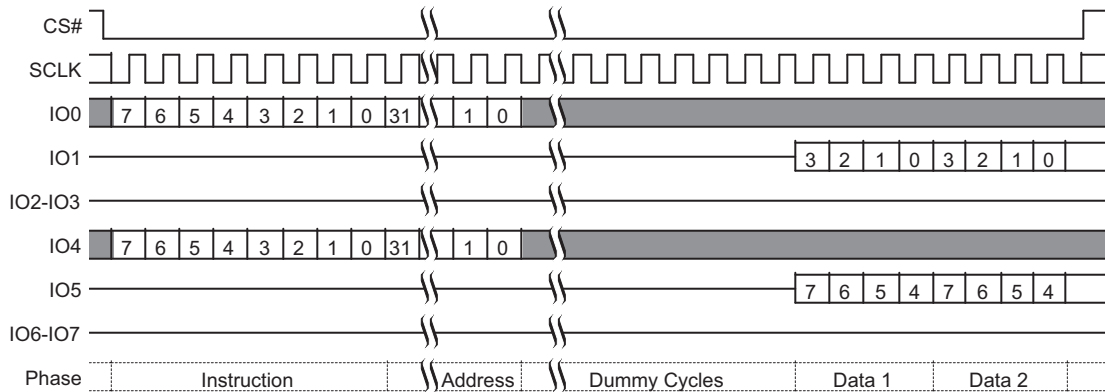 CS#
SCLK
IO0 7 6 5 4 3 2 1 0 31 1 0
IO1 3 2 1 0 3 2 1 0
IO2-IO3
IO4 7 6 5 4 3 2 1 0 31 1 0
IO5 7 6 5 4 7 6 5 4
IO6-IO7
Phase Instruction Address Dummy Cycles Data 1 Data 2